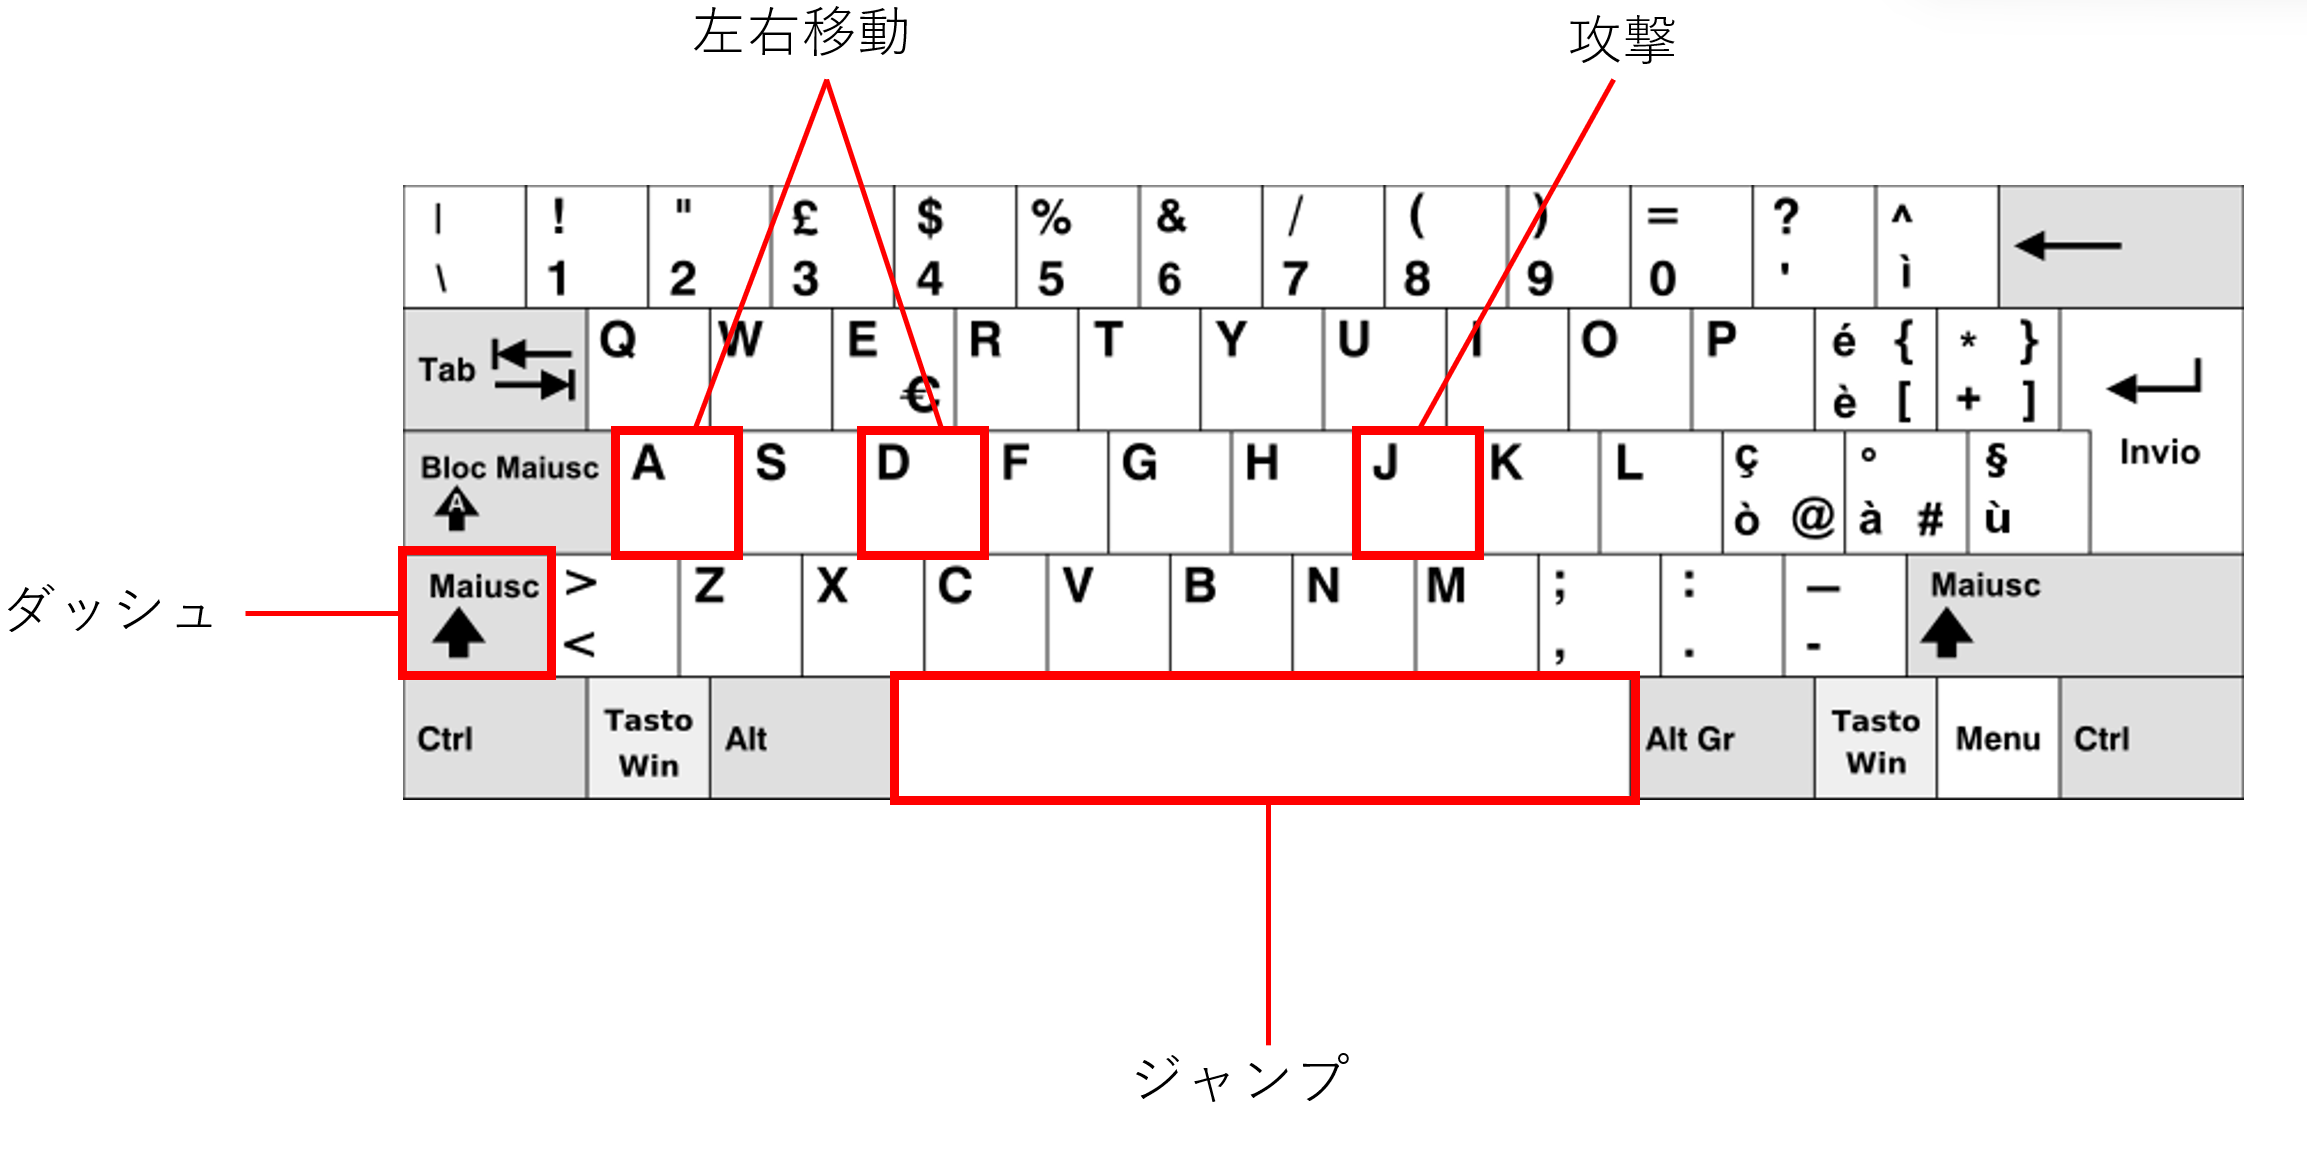 左右移動
攻撃
| ! " £ $ % & / ( ) = ? ^
\ 1 2 3 4 5 6 7 8 9 0 ' ì
Tab Q W E R T Y U I O P é { * }
€ è [ + ]
Bloc Maiusc A S D F G H J K L ç ° §
A ò @ à # ù
Invio
ダッシュ
Maiusc > Z X C V B N M ; : — Maiusc
< , . -
Ctrl Tasto Win Alt Alt Gr Tasto Win Menu Ctrl
ジャンプ